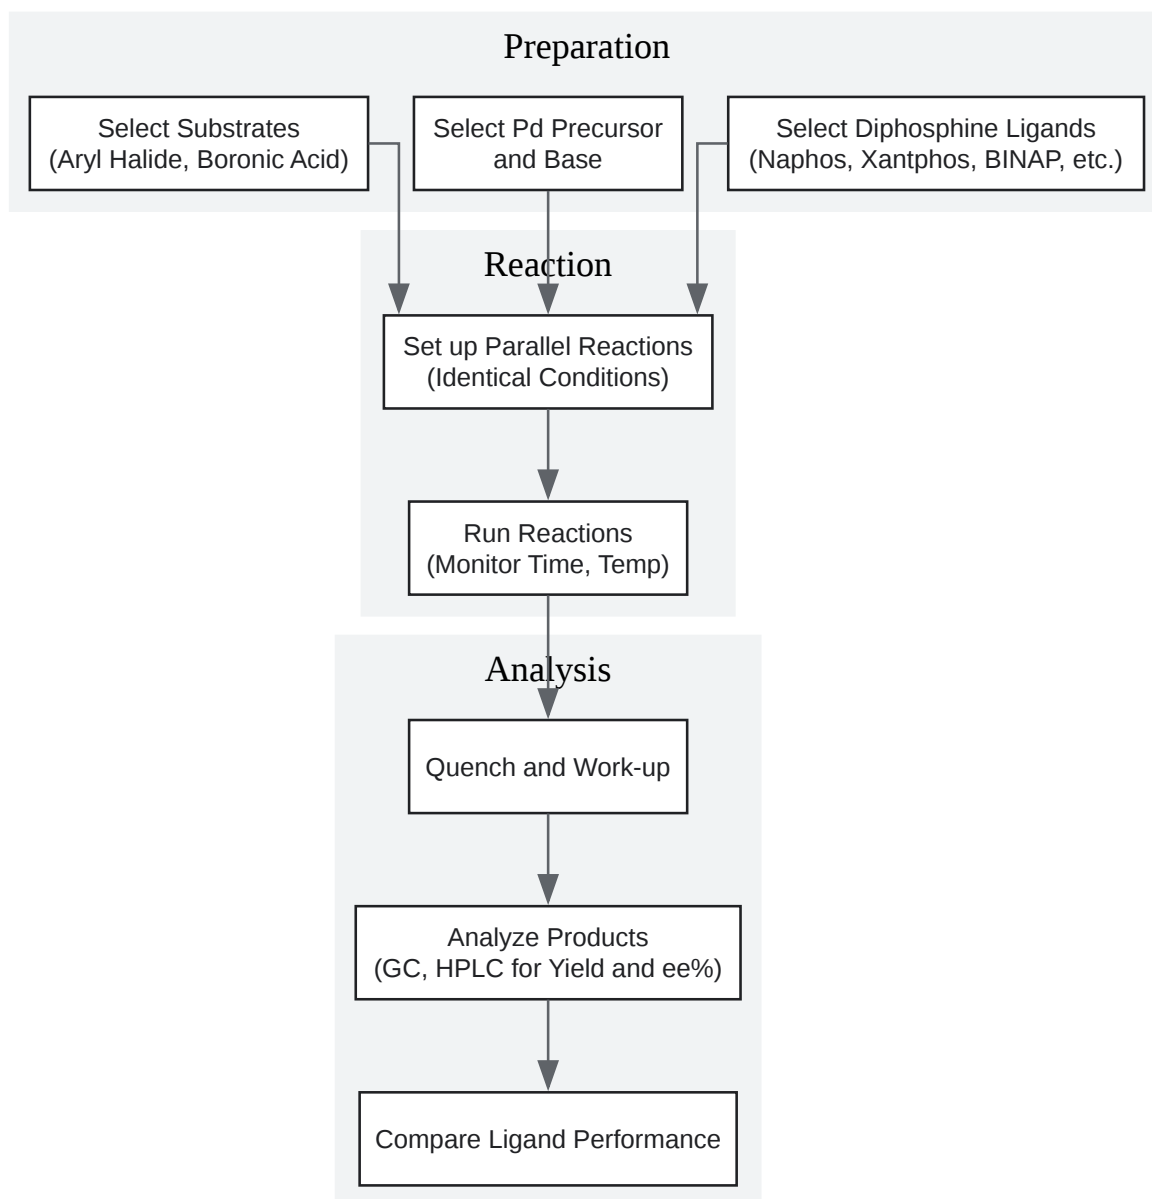 Preparation
Select Substrates
(Aryl Halide, Boronic Acid)
Select Pd Precursor
and Base
Select Diphosphine Ligands
(Naphos, Xantphos, BINAP, etc.)
Reaction
Set up Parallel Reactions
(Identical Conditions)
Run Reactions
(Monitor Time, Temp)
Analysis
Quench and Work-up
Analyze Products
(GC, HPLC for Yield and ee%)
Compare Ligand Performance